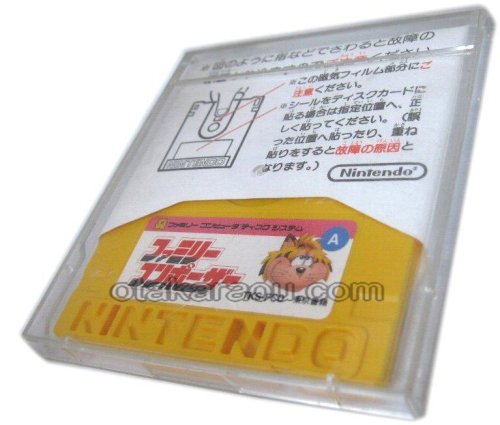 ※図のように指などでさわると故障の
※この磁気フィルム部分にご
注意ください。
※シールをディスクカードに
貼る場合は指定位置へ、正
しく貼ってください。(誤
った位置へ貼ったり、重ね
貼りをすると故障の原因と
なります。)
Nintendo
ファミリー コンピュータ ディスク システム
A
ファミリー
コンポーザー
東京書籍
otakaraou.com
NINTENDO